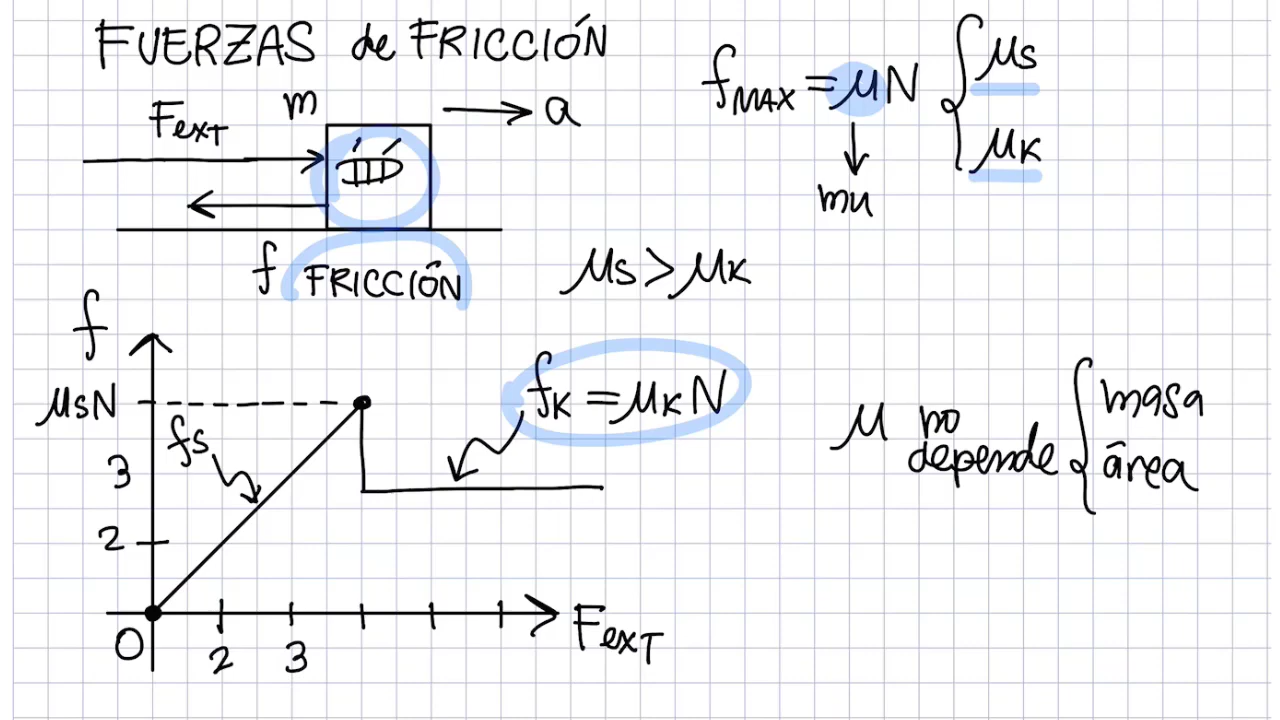 FUERZAS de FRICCIÓN
fMAX = μN { μs
μK
mu
FEXT
m
a
f FRICCIÓN
μs > μK
f
μsN
fs
3
2
0
2 3
FEXT
fK = μKN
μ no depende { masa
área